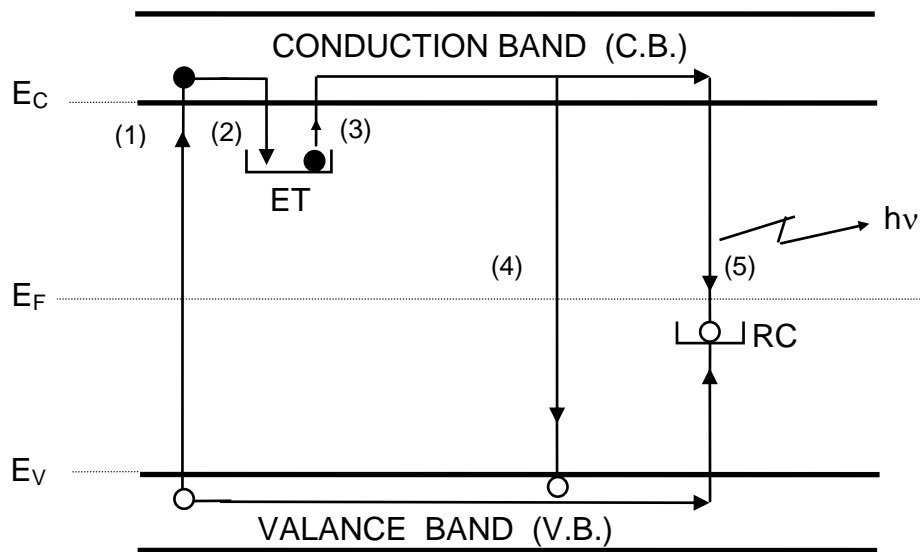 CONDUCTION BAND (C.B.)
E_C
(1) (2) (3)
ET
hν
(4) (5)
E_F
RC
E_V
VALANCE BAND (V.B.)